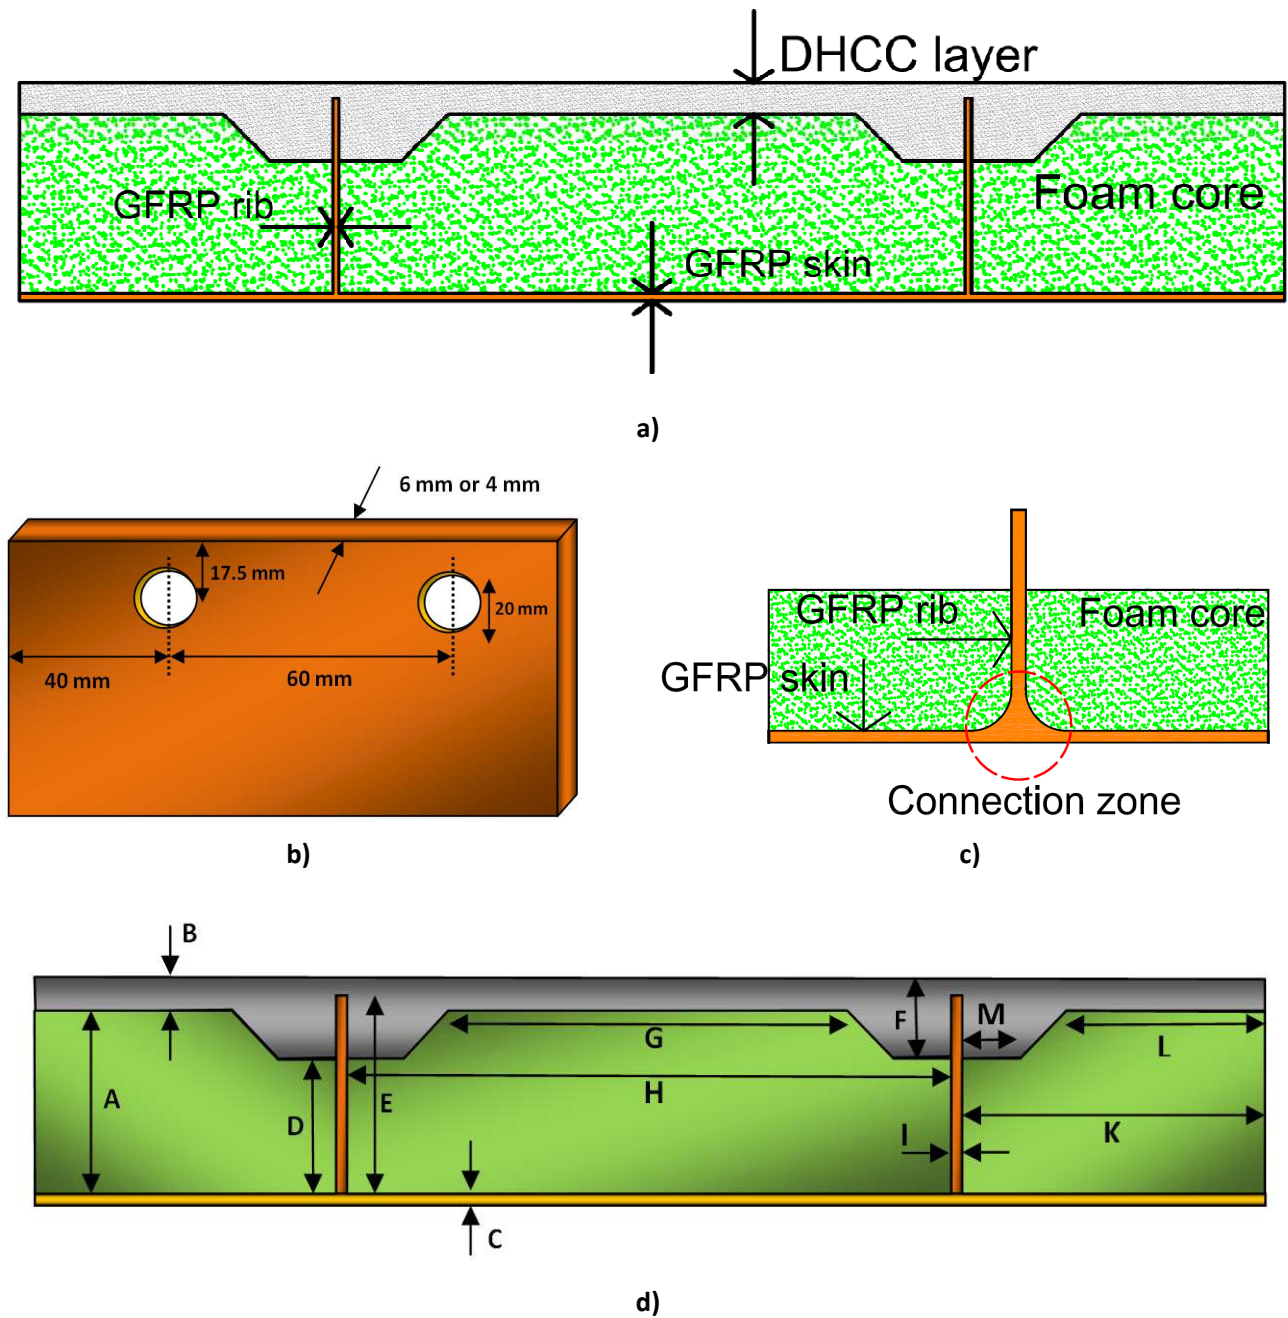 DHCC layer
GFRP rib
Foam core
GFRP skin
a)
6 mm or 4 mm
17.5 mm
20 mm
40 mm
60 mm
b)
GFRP rib
Foam core
GFRP skin
Connection zone
c)
B
F
M
G
L
A
H
E
D
K
I
C
d)